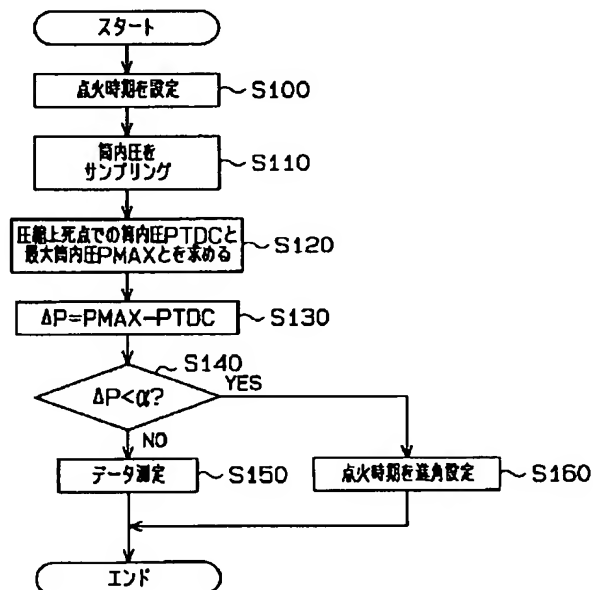 スタート
点火時期を設定
S100
筒内圧を
サンプリング
S110
圧縮上死点での筒内圧PTDCと
最大筒内圧PMAXとを求める
S120
ΔP=PMAX−PTDC
S130
S140
ΔP<α?
YES
NO
データ測定
S150
点火時期を進角設定
S160
エンド